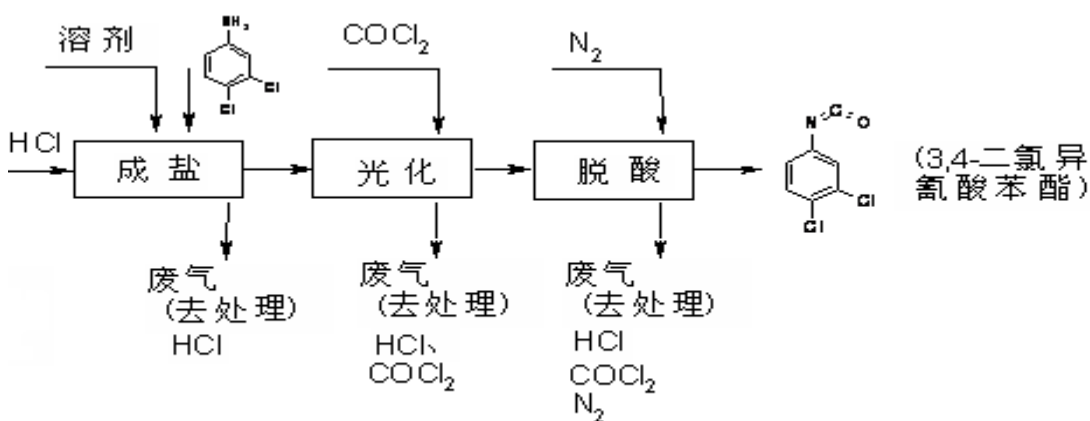 溶剂
NH₂
Cl
Cl
COCl₂
N₂
HCl
成盐
光化
脱酸
N=C=O
Cl
Cl
(3,4-二氯异
氰酸苯酯)
废气
(去处理)
HCl
废气
(去处理)
HCl、
COCl₂
废气
(去处理)
HCl
COCl₂
N₂